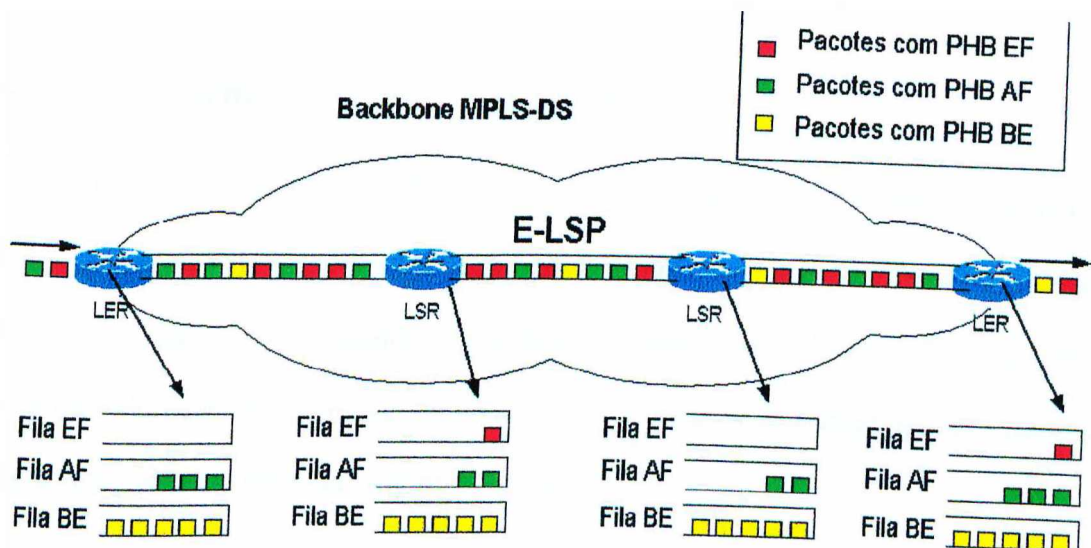 Pacotes com PHB EF
Pacotes com PHB AF
Pacotes com PHB BE
Backbone MPLS-DS
E-LSP
LER
LSR
LSR
LER
Fila EF
Fila AF
Fila BE
Fila EF
Fila AF
Fila BE
Fila EF
Fila AF
Fila BE
Fila EF
Fila AF
Fila BE